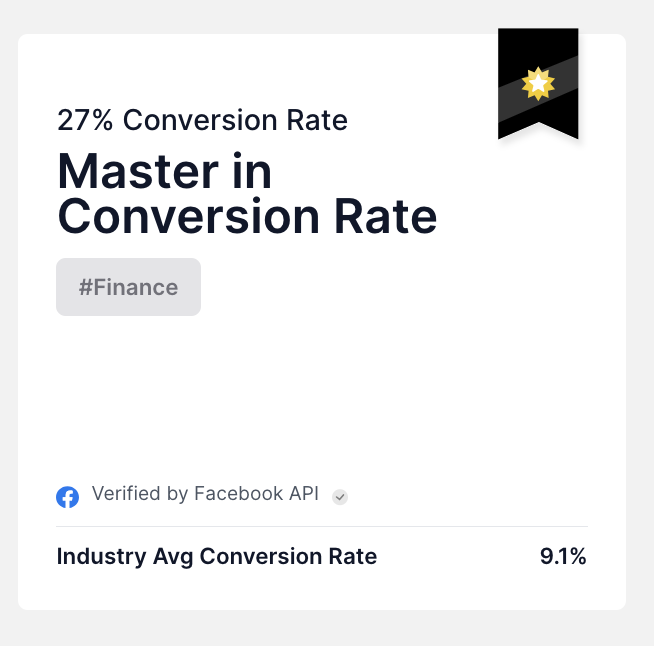 27% Conversion Rate
Master in
Conversion Rate
#Finance
Verified by Facebook API
Industry Avg Conversion Rate 9.1%